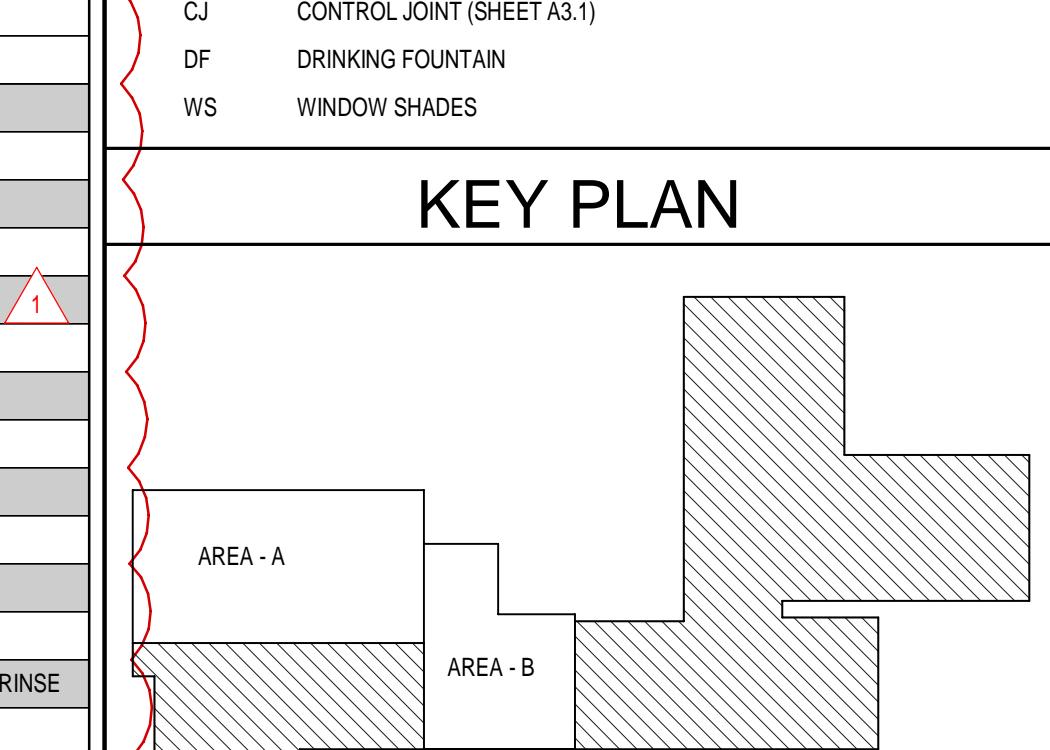 CJ CONTROL JOINT (SHEET A3.1)
DF DRINKING FOUNTAIN
WS WINDOW SHADES
KEY PLAN
1
AREA - A
AREA - B
RINSE